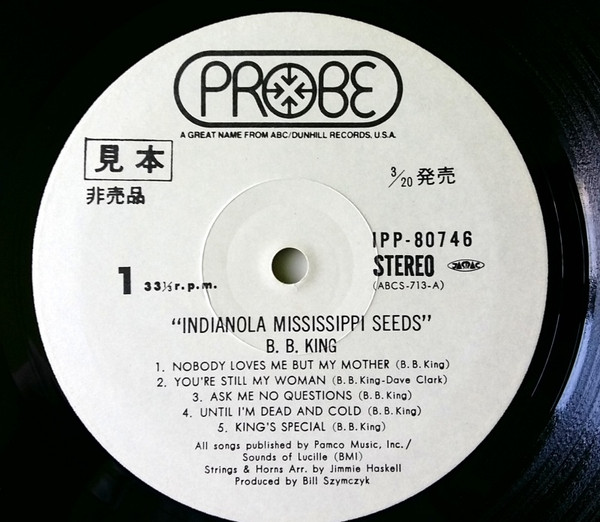 PROBE
A GREAT NAME FROM ABC/DUNHILL RECORDS, U.S.A.
見本
非売品
3/20 発売
IPP-80746
STEREO JASRAC
(ABCS-713-A)
1 33⅓ r.p.m.
"INDIANOLA MISSISSIPPI SEEDS"
B. B. KING
1. NOBODY LOVES ME BUT MY MOTHER (B. B. King)
2. YOU'RE STILL MY WOMAN (B. B. King-Dave Clark)
3. ASK ME NO QUESTIONS (B. B. King)
4. UNTIL I'M DEAD AND COLD (B. B. King)
5. KING'S SPECIAL (B. B. King)
All songs published by Pamco Music, Inc./
Sounds of Lucille (BMI)
Strings & Horns Arr. by Jimmie Haskell
Produced by Bill Szymczyk